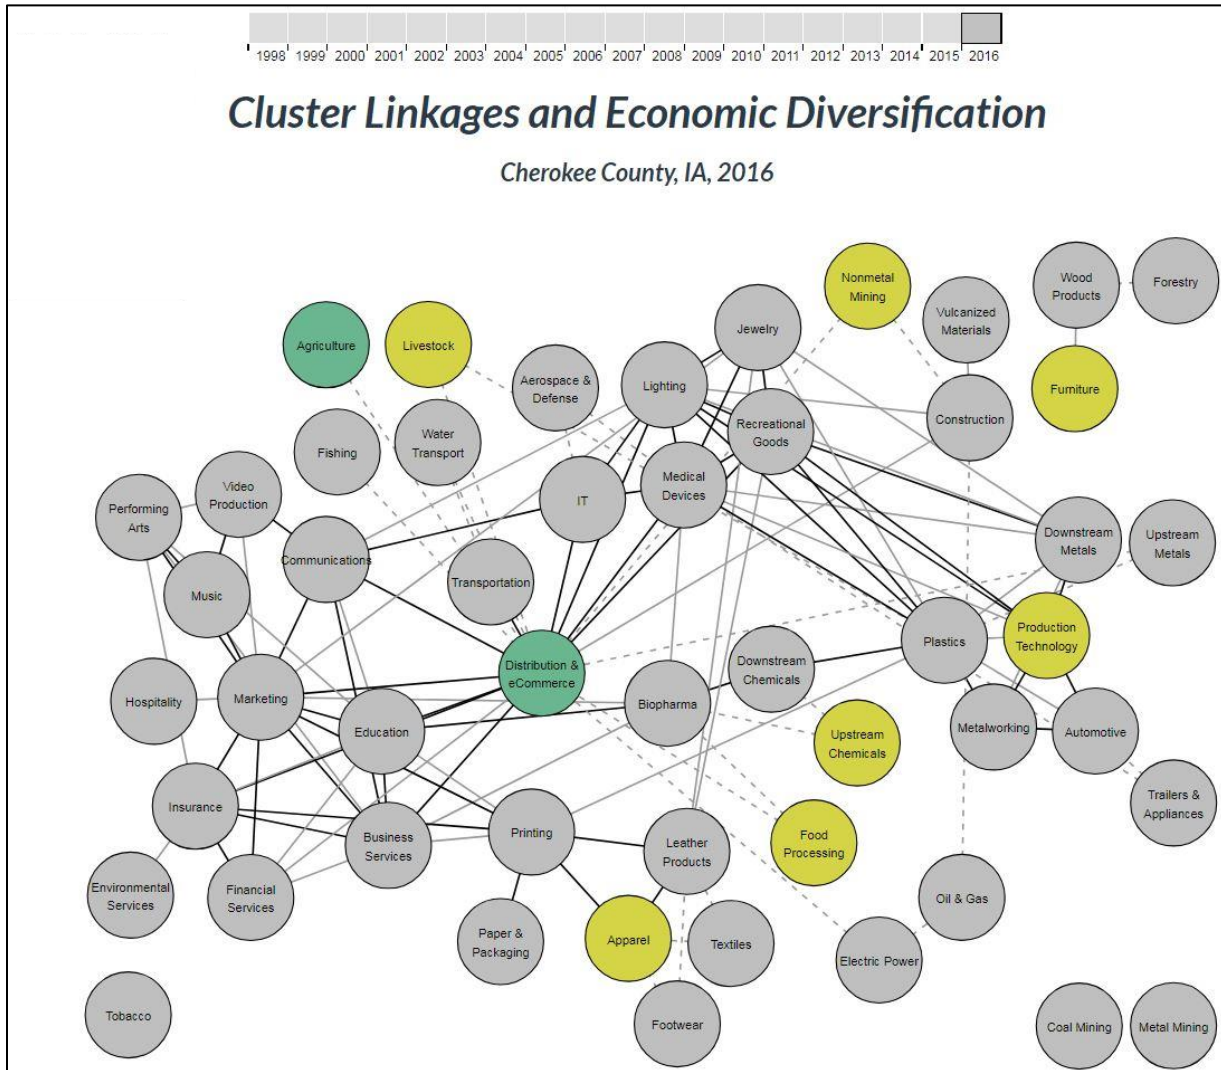 1998 1999 2000 2001 2002 2003 2004 2005 2006 2007 2008 2009 2010 2011 2012 2013 2014 2015 2016
Cluster Linkages and Economic Diversification
Cherokee County, IA, 2016
Nonmetal
Mining
Wood
Products
Forestry
Vulcanized
Materials
Jewelry
Agriculture
Livestock
Aerospace &
Defense
Lighting
Furniture
Recreational
Goods
Construction
Fishing
Water
Transport
Video
Production
Medical
Devices
IT
Performing
Arts
Downstream
Metals
Upstream
Metals
Communications
Transportation
Music
Production
Technology
Plastics
Distribution &
eCommerce
Downstream
Chemicals
Hospitality
Marketing
Biopharma
Education
Upstream
Chemicals
Metalworking
Automotive
Trailers &
Appliances
Insurance
Printing
Business
Services
Leather
Products
Food
Processing
Environmental
Services
Financial
Services
Oil & Gas
Paper &
Packaging
Apparel
Textiles
Electric Power
Tobacco
Footwear
Coal Mining
Metal Mining